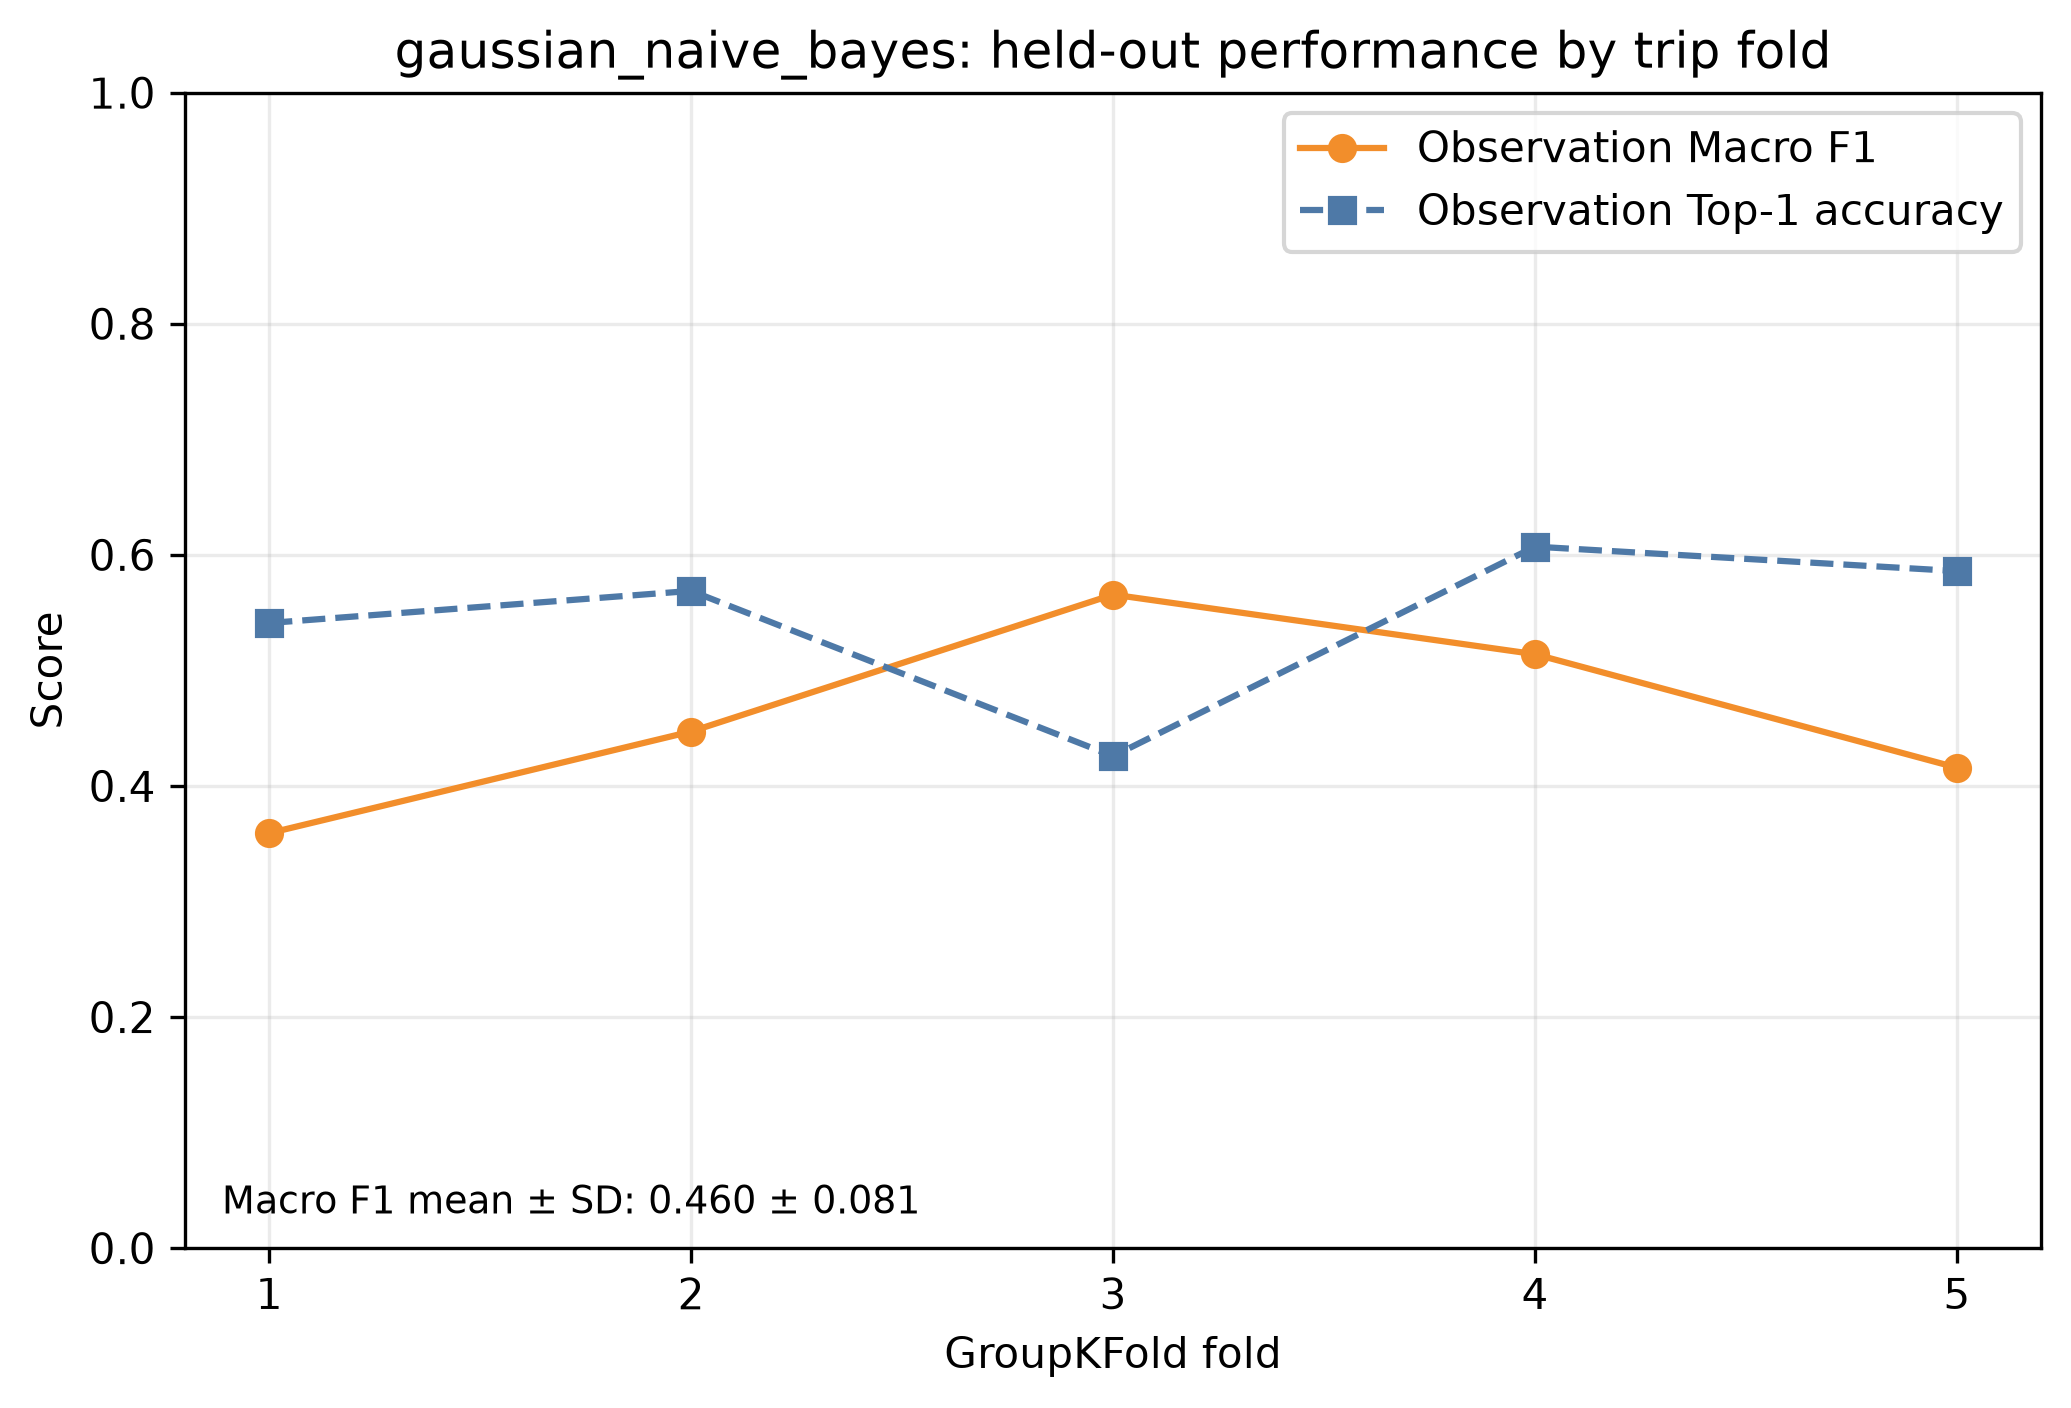 gaussian_naive_bayes: held-out performance by trip fold
1.0
0.8
0.6
0.4
0.2
0.0
Score
Observation Macro F1
Observation Top-1 accuracy
Macro F1 mean ± SD: 0.460 ± 0.081
1 2 3 4 5
GroupKFold fold